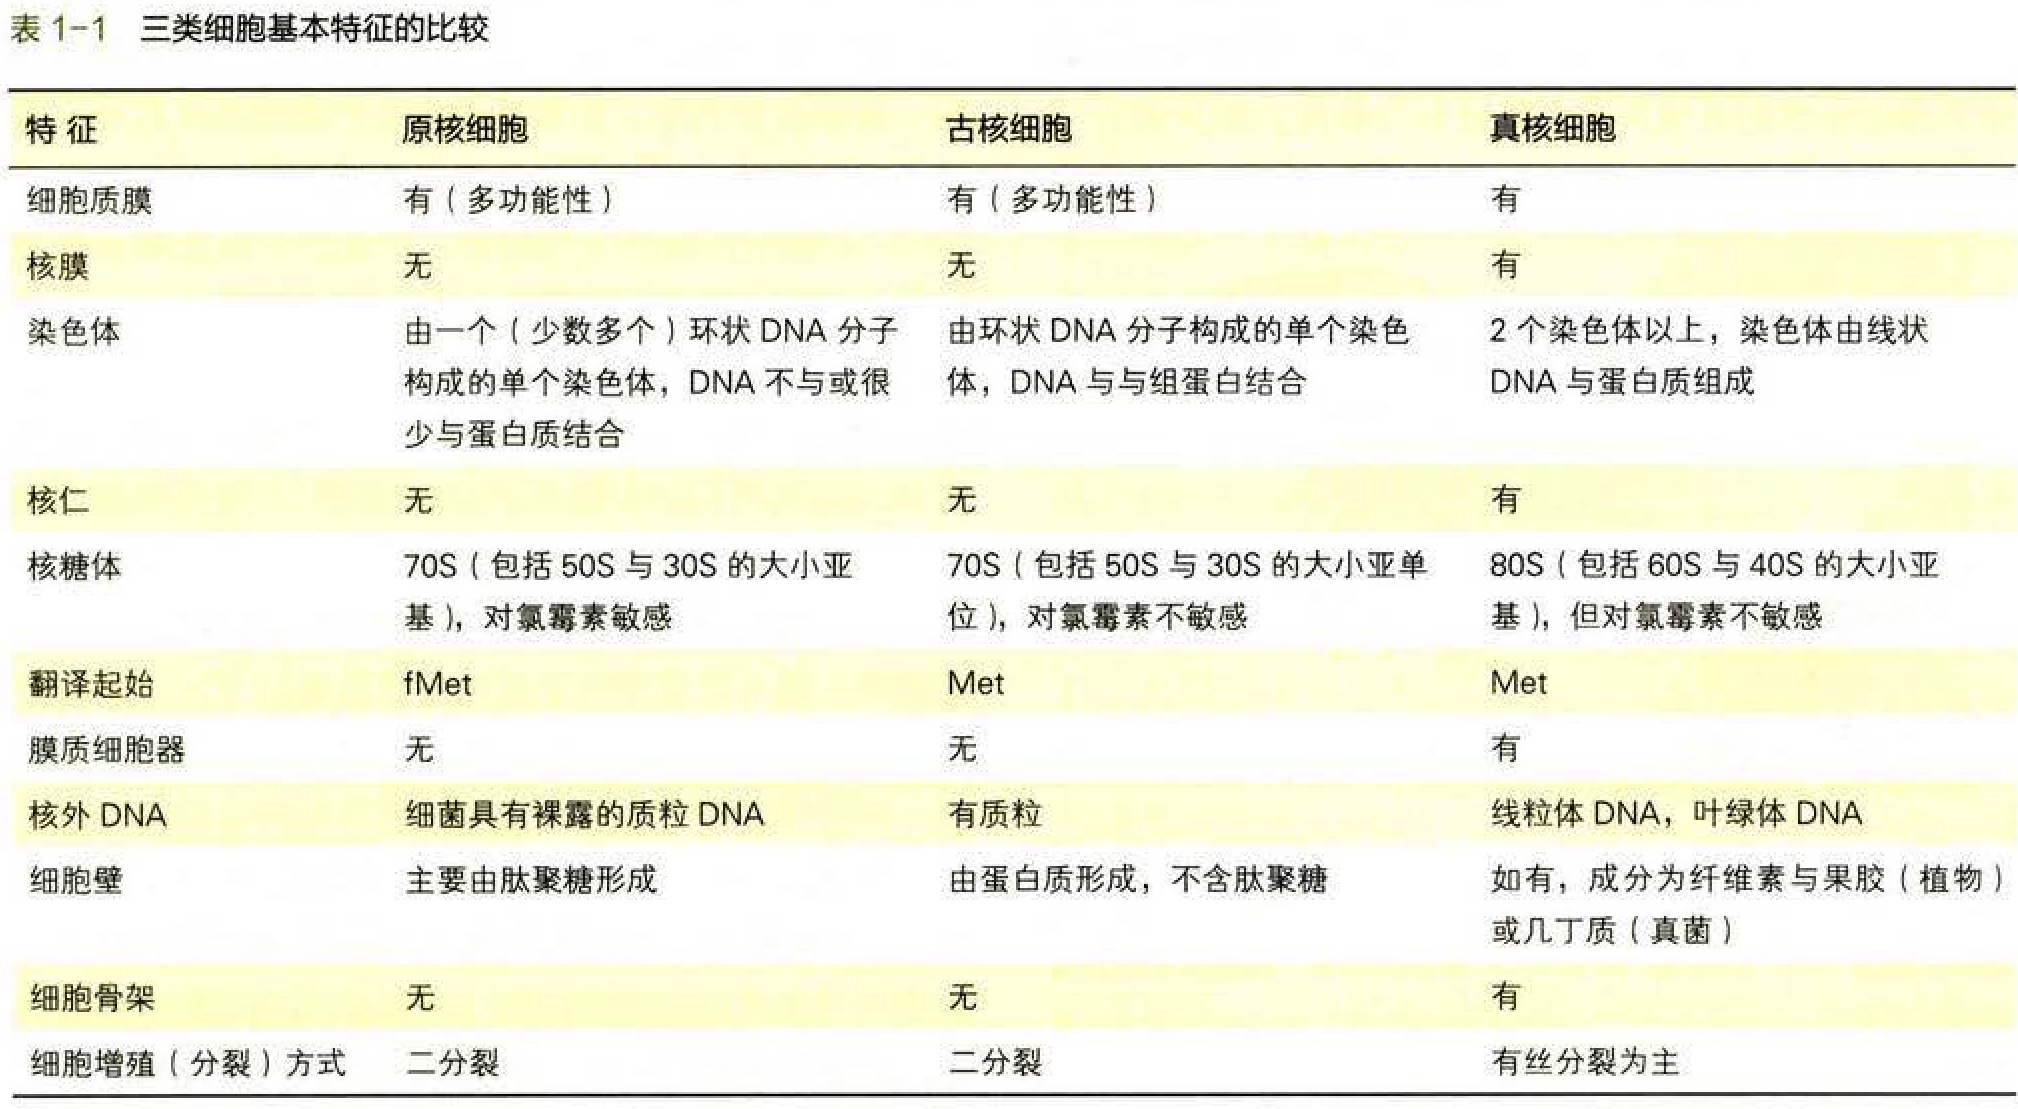 表 1-1 三类细胞基本特征的比较
特 征 原核细胞 古核细胞 真核细胞
细胞质膜 有（多功能性） 有（多功能性） 有
核膜 无 无 有
染色体 由一个（少数多个）环状 DNA 分子 由环状 DNA 分子构成的单个染色 2 个染色体以上，染色体由线状
构成的单个染色体，DNA 不与或很 体，DNA 与与组蛋白结合 DNA 与蛋白质组成
少与蛋白质结合
核仁 无 无 有
核糖体 70S（包括 50S 与 30S 的大小亚 70S（包括 50S 与 30S 的大小亚单 80S（包括 60S 与 40S 的大小亚
基），对氯霉素敏感 位），对氯霉素不敏感 基），但对氯霉素不敏感
翻译起始 fMet Met Met
膜质细胞器 无 无 有
核外 DNA 细菌具有裸露的质粒 DNA 有质粒 线粒体 DNA，叶绿体 DNA
细胞壁 主要由肽聚糖形成 由蛋白质形成，不含肽聚糖 如有，成分为纤维素与果胶（植物）
或几丁质（真菌）
细胞骨架 无 无 有
细胞增殖（分裂）方式 二分裂 二分裂 有丝分裂为主